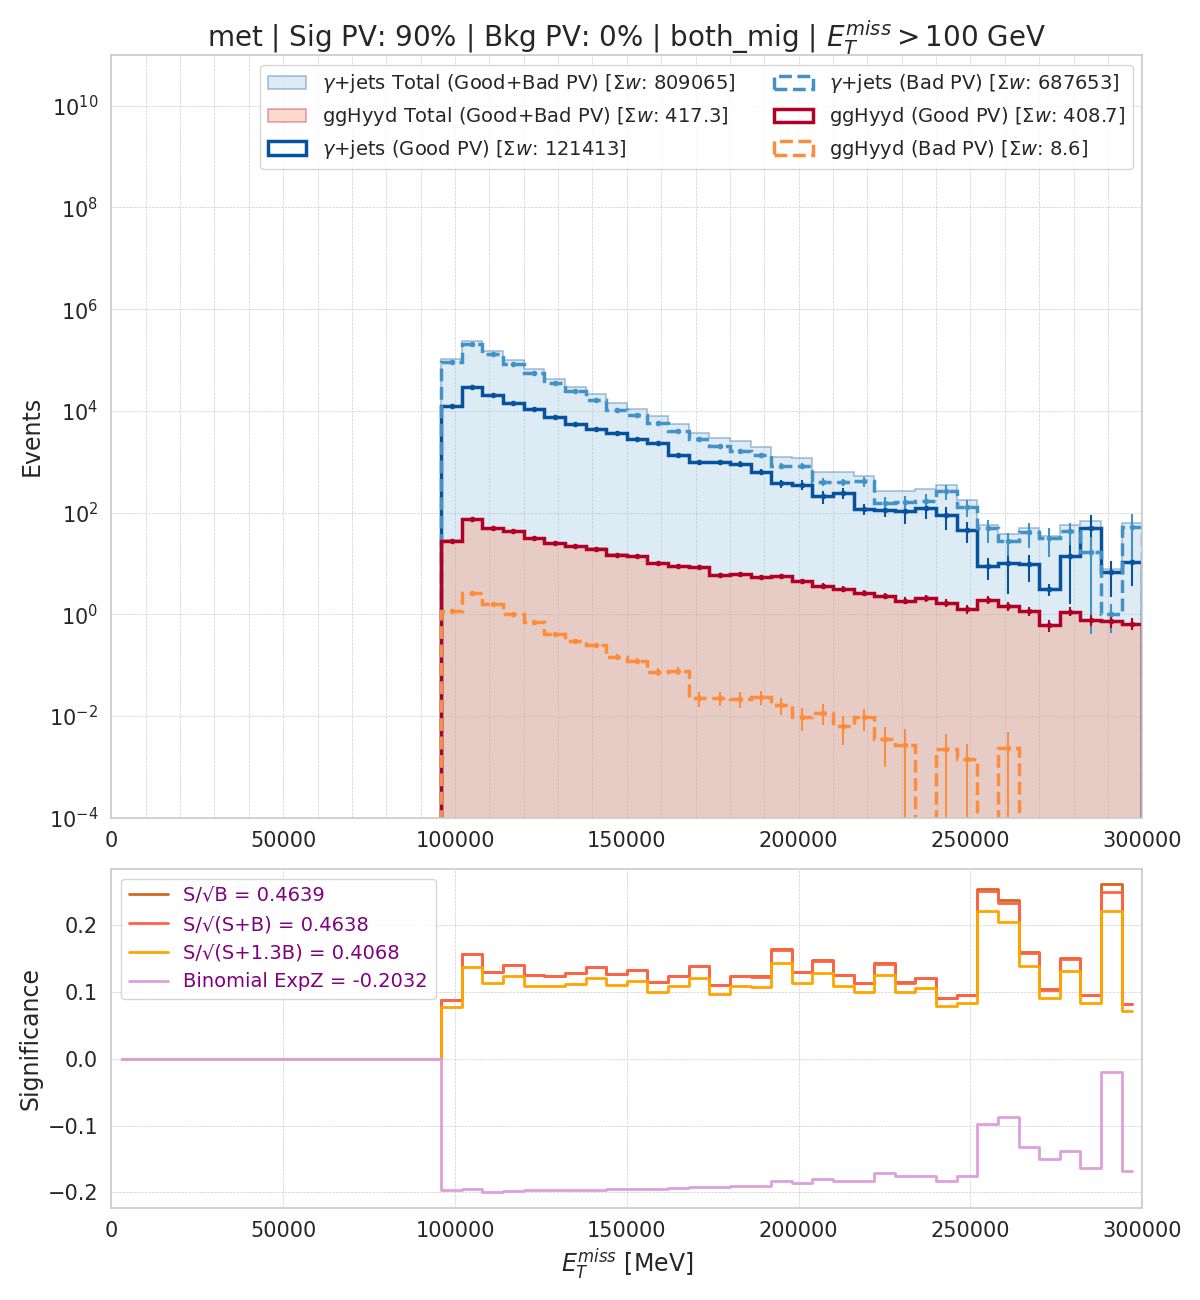 met | Sig PV: 90% | Bkg PV: 0% | both_mig | $E_T^{miss} > 100$ GeV
γ+jets Total (Good+Bad PV) [Σw: 809065]
ggHyyd Total (Good+Bad PV) [Σw: 417.3]
γ+jets (Good PV) [Σw: 121413]
γ+jets (Bad PV) [Σw: 687653]
ggHyyd (Good PV) [Σw: 408.7]
ggHyyd (Bad PV) [Σw: 8.6]
Events
10^{10}
10^{8}
10^{6}
10^{4}
10^{2}
10^{0}
10^{−2}
10^{−4}
0 50000 100000 150000 200000 250000 300000
S/√B = 0.4639
S/√(S+B) = 0.4638
S/√(S+1.3B) = 0.4068
Binomial ExpZ = -0.2032
Significance
0.2
0.1
0.0
−0.1
−0.2
0 50000 100000 150000 200000 250000 300000
$E_T^{miss}$ [MeV]